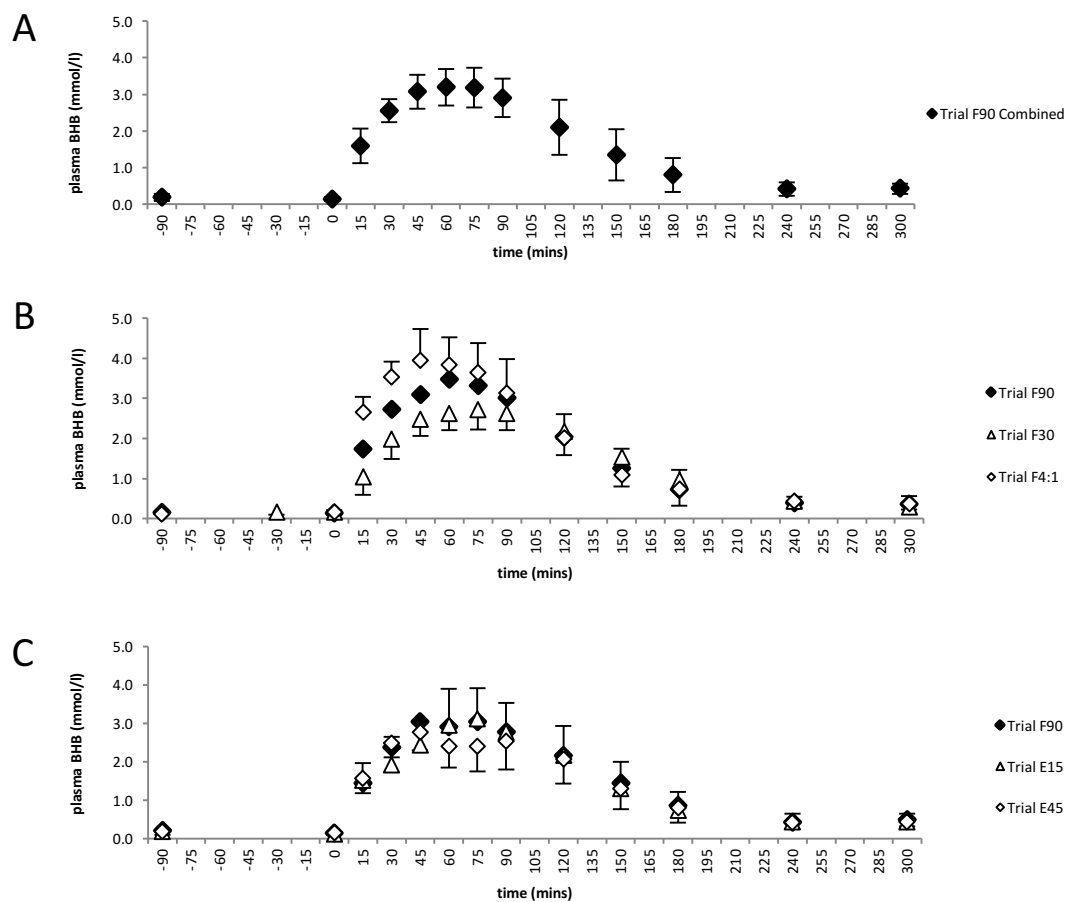 A
plasma BHB (mmol/l)
5.0
4.0
3.0
2.0
1.0
0.0
-90 -75 -60 -45 -30 -15 0 15 30 45 60 75 90 105 120 135 150 165 180 195 210 225 240 255 270 285 300
time (mins)
Trial F90 Combined
B
plasma BHB (mmol/l)
5.0
4.0
3.0
2.0
1.0
0.0
-90 -75 -60 -45 -30 -15 0 15 30 45 60 75 90 105 120 135 150 165 180 195 210 225 240 255 270 285 300
time (mins)
Trial F90
Trial F30
Trial F4:1
C
plasma BHB (mmol/l)
5.0
4.0
3.0
2.0
1.0
0.0
-90 -75 -60 -45 -30 -15 0 15 30 45 60 75 90 105 120 135 150 165 180 195 210 225 240 255 270 285 300
time (mins)
Trial F90
Trial E15
Trial E45